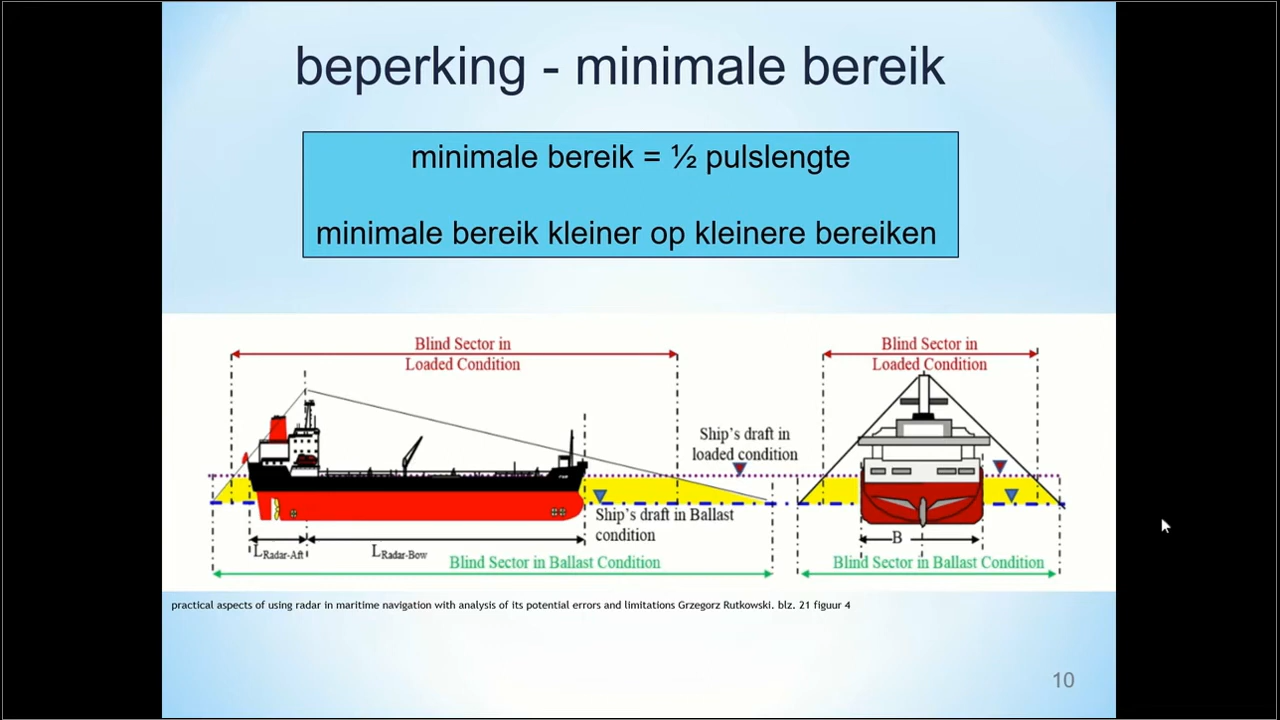 beperking - minimale bereik
minimale bereik = ½ pulslengte
minimale bereik kleiner op kleinere bereiken
Blind Sector in
Loaded Condition
Blind Sector in
Loaded Condition
Ship's draft in
loaded condition
Ship's draft in Ballast
condition
LRadar-Aft
LRadar-Bow
B
Blind Sector in Ballast Condition
Blind Sector in Ballast Condition
practical aspects of using radar in maritime navigation with analysis of its potential errors and limitations Grzegorz Rutkowski. blz. 21 figuur 4
10